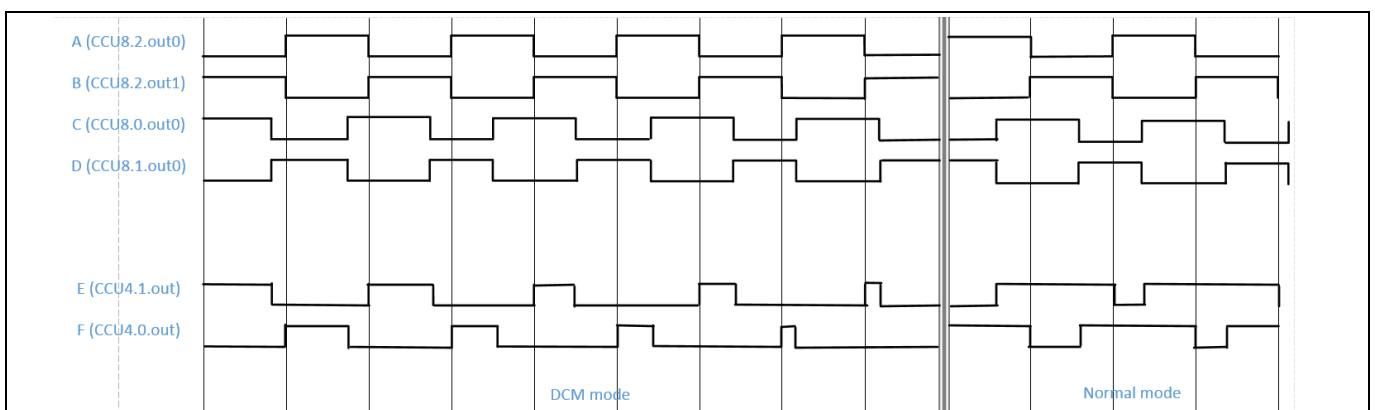 A (CCU8.2.out0)
B (CCU8.2.out1)
C (CCU8.0.out0)
D (CCU8.1.out0)
E (CCU4.1.out)
F (CCU4.0.out)
DCM mode
Normal mode